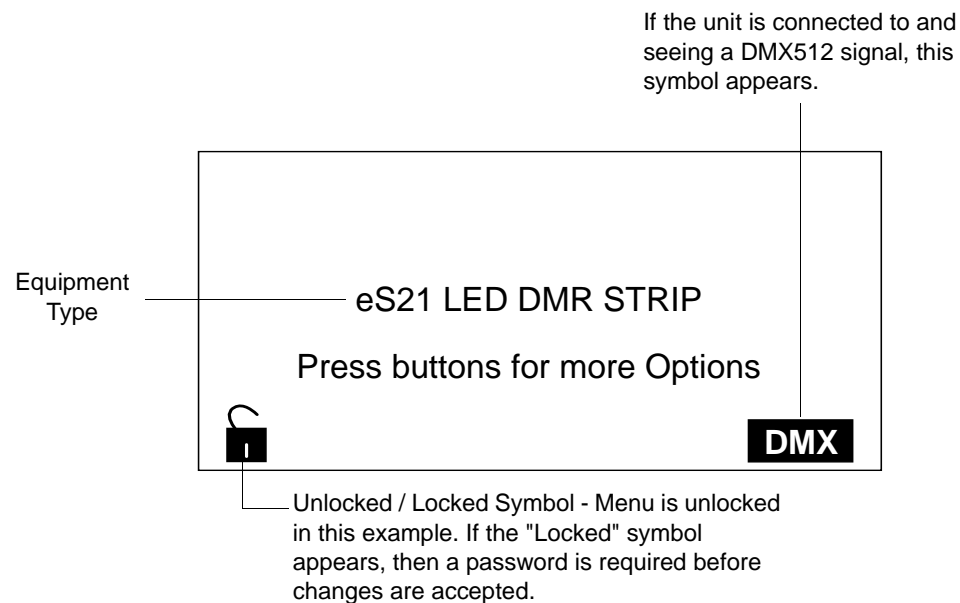 If the unit is connected to and
seeing a DMX512 signal, this
symbol appears.
Equipment
Type
eS21 LED DMR STRIP
Press buttons for more Options
DMX
Unlocked / Locked Symbol - Menu is unlocked
in this example. If the "Locked" symbol
appears, then a password is required before
changes are accepted.